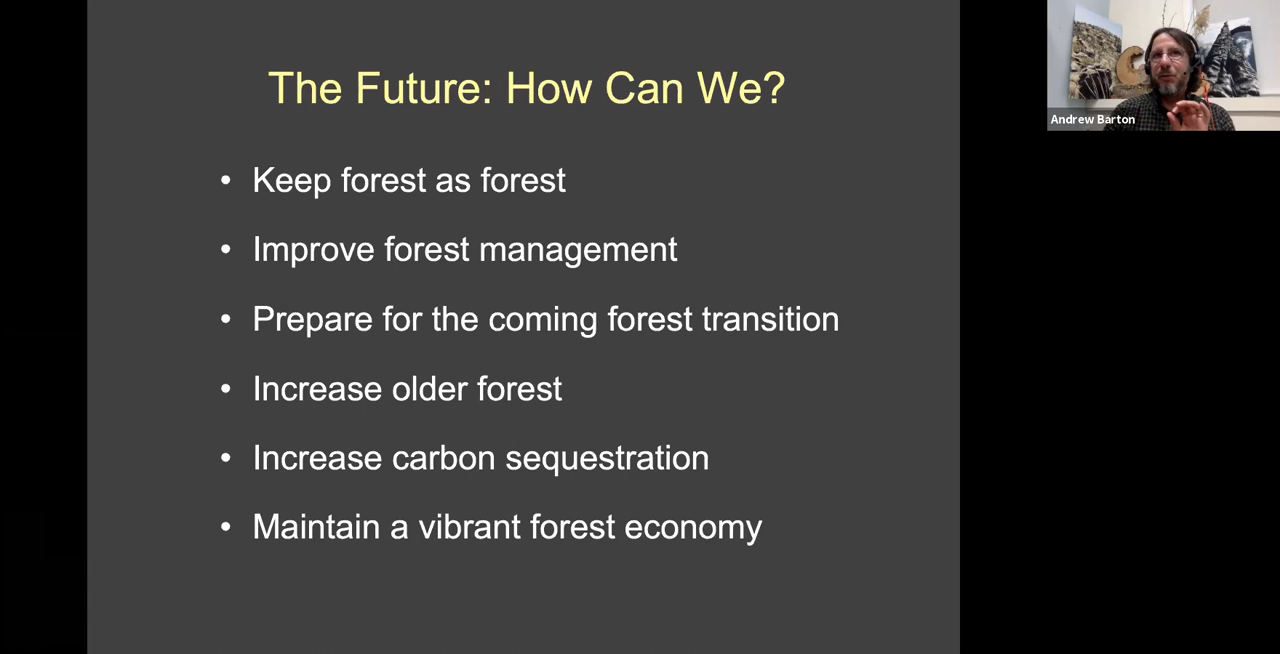 The Future: How Can We?
• Keep forest as forest
• Improve forest management
• Prepare for the coming forest transition
• Increase older forest
• Increase carbon sequestration
• Maintain a vibrant forest economy
Andrew Barton